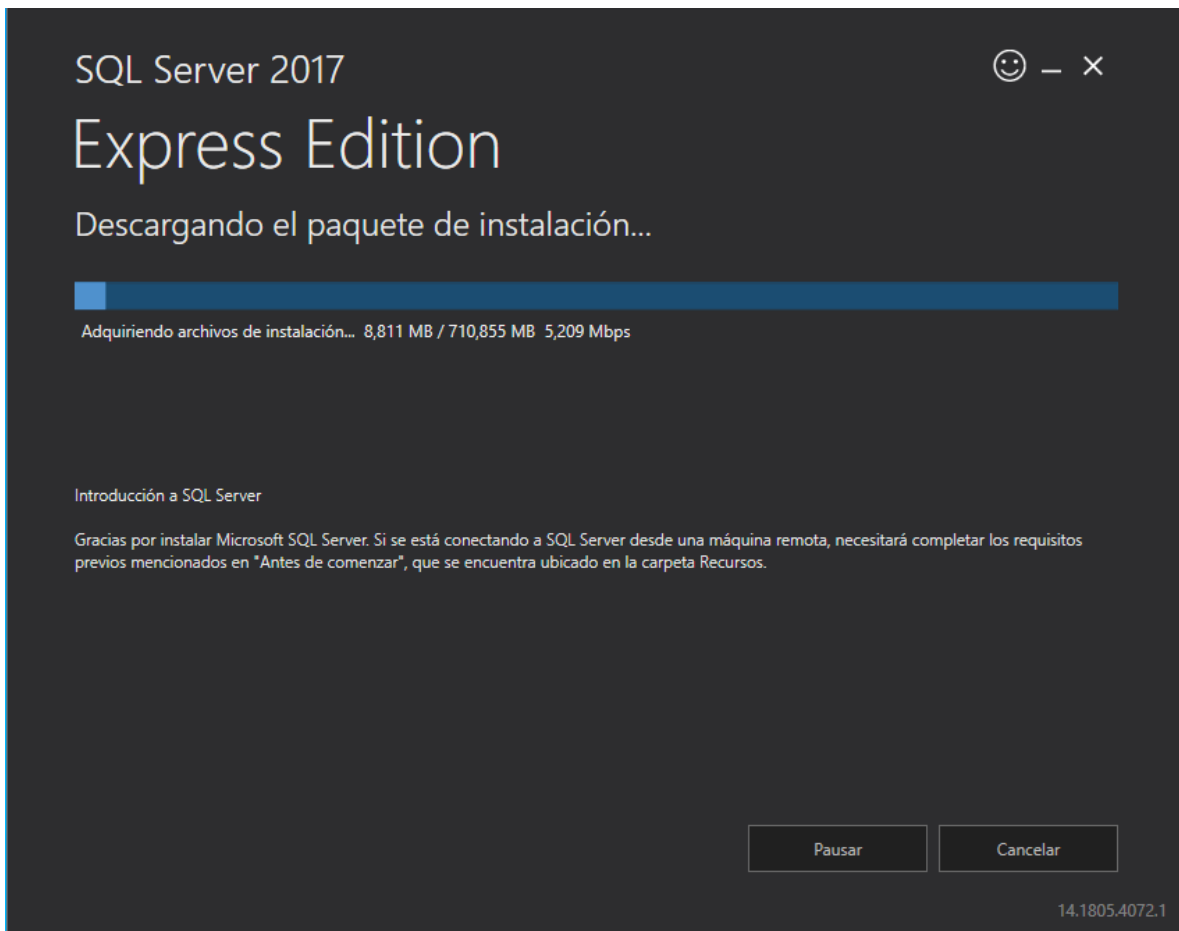 SQL Server 2017
Express Edition
Descargando el paquete de instalación...
Adquiriendo archivos de instalación... 8,811 MB / 710,855 MB 5,209 Mbps
Introducción a SQL Server
Gracias por instalar Microsoft SQL Server. Si se está conectando a SQL Server desde una máquina remota, necesitará completar los requisitos
previos mencionados en "Antes de comenzar", que se encuentra ubicado en la carpeta Recursos.
Pausar
Cancelar
14.1805.4072.1